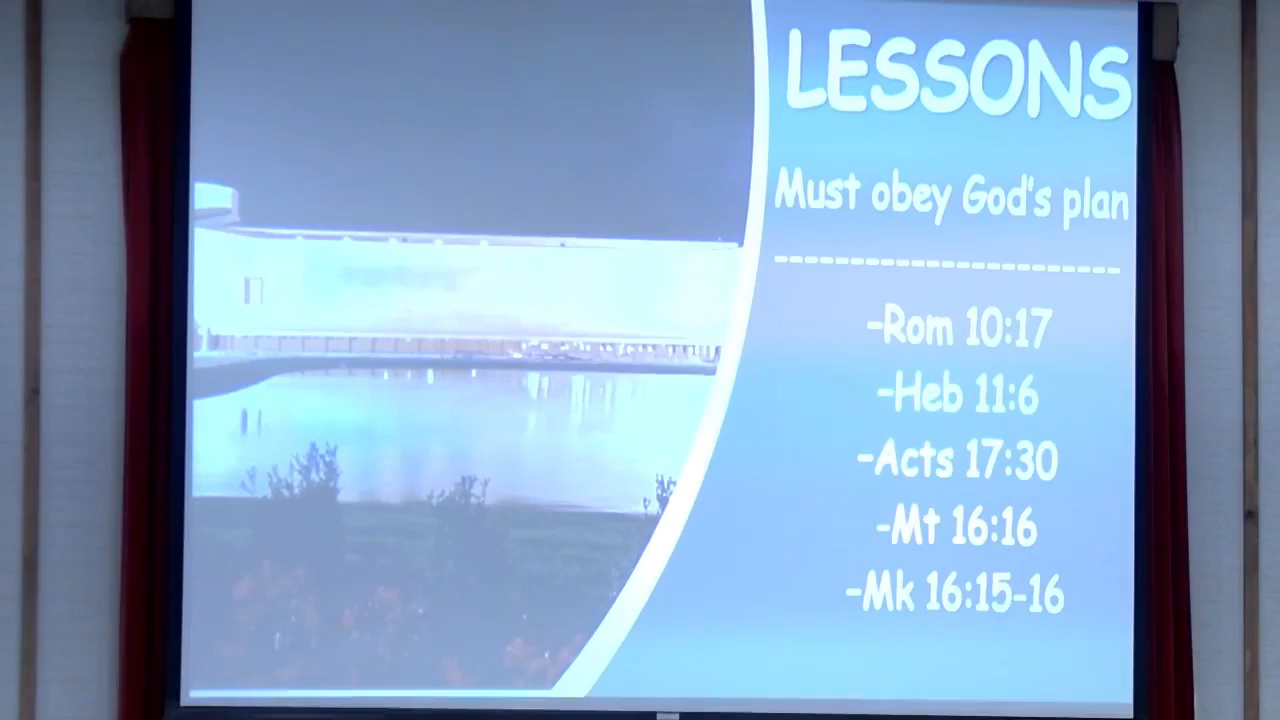 LESSONS
Must obey God's plan
-----------------------
-Rom 10:17
-Heb 11:6
-Acts 17:30
-Mt 16:16
-Mk 16:15-16